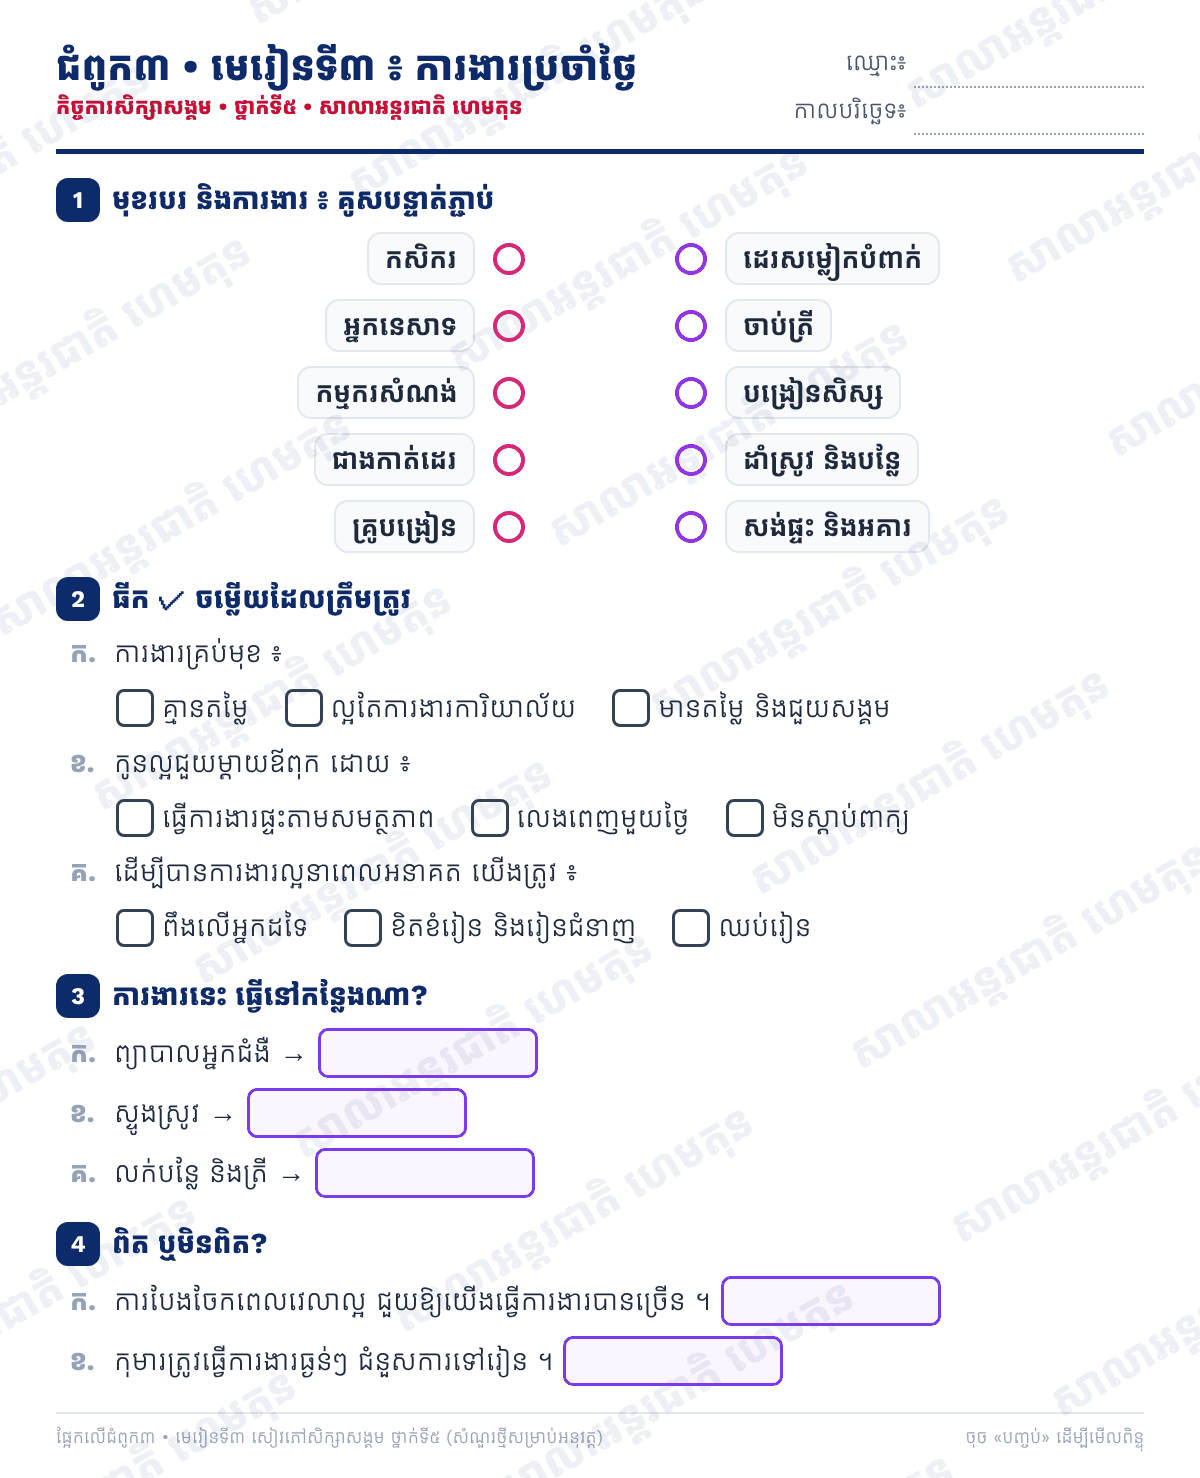 ជំពូក៣ • មេរៀនទី៣ ៖ ការងារប្រចាំថ្ងៃ
កិច្ចការសិក្សាសង្គម • ថ្នាក់ទី៥ • សាលាអន្តរជាតិ ហេមតុន
ឈ្មោះ៖
កាលបរិច្ឆេទ៖
1 មុខរបរ និងការងារ ៖ គូសបន្ទាត់ភ្ជាប់
កសិករ ដេរសម្លៀកបំពាក់
អ្នកនេសាទ ចាប់ត្រី
កម្មករសំណង់ បង្រៀនសិស្ស
ជាងកាត់ដេរ ដាំស្រូវ និងបន្លែ
គ្រូបង្រៀន សង់ផ្ទះ និងអគារ
2 ធីក ✓ ចម្លើយដែលត្រឹមត្រូវ
ក. ការងារគ្រប់មុខ ៖
គ្មានតម្លៃ ល្អតែការងារការិយាល័យ មានតម្លៃ និងជួយសង្គម
ខ. កូនល្អជួយម្តាយឪពុក ដោយ ៖
ធ្វើការងារផ្ទះតាមសមត្ថភាព លេងពេញមួយថ្ងៃ មិនស្តាប់ពាក្យ
គ. ដើម្បីបានការងារល្អនាពេលអនាគត យើងត្រូវ ៖
ពឹងលើអ្នកដទៃ ខិតខំរៀន និងរៀនជំនាញ ឈប់រៀន
3 ការងារនេះ ធ្វើនៅកន្លែងណា?
ក. ព្យាបាលអ្នកជំងឺ →
ខ. ស្ទូងស្រូវ →
គ. លក់បន្លែ និងត្រី →
4 ពិត ឬមិនពិត?
ក. ការបែងចែកពេលវេលាល្អ ជួយឱ្យយើងធ្វើការងារបានច្រើន ។
ខ. កុមារត្រូវធ្វើការងារធ្ងន់ៗ ជំនួសការទៅរៀន ។
ផ្អែកលើជំពូក៣ • មេរៀនទី៣ សៀវភៅសិក្សាសង្គម ថ្នាក់ទី៥ (សំណួរថ្មីសម្រាប់អនុវត្ត) ចុច «បញ្ចប់» ដើម្បីមើលពិន្ទុ